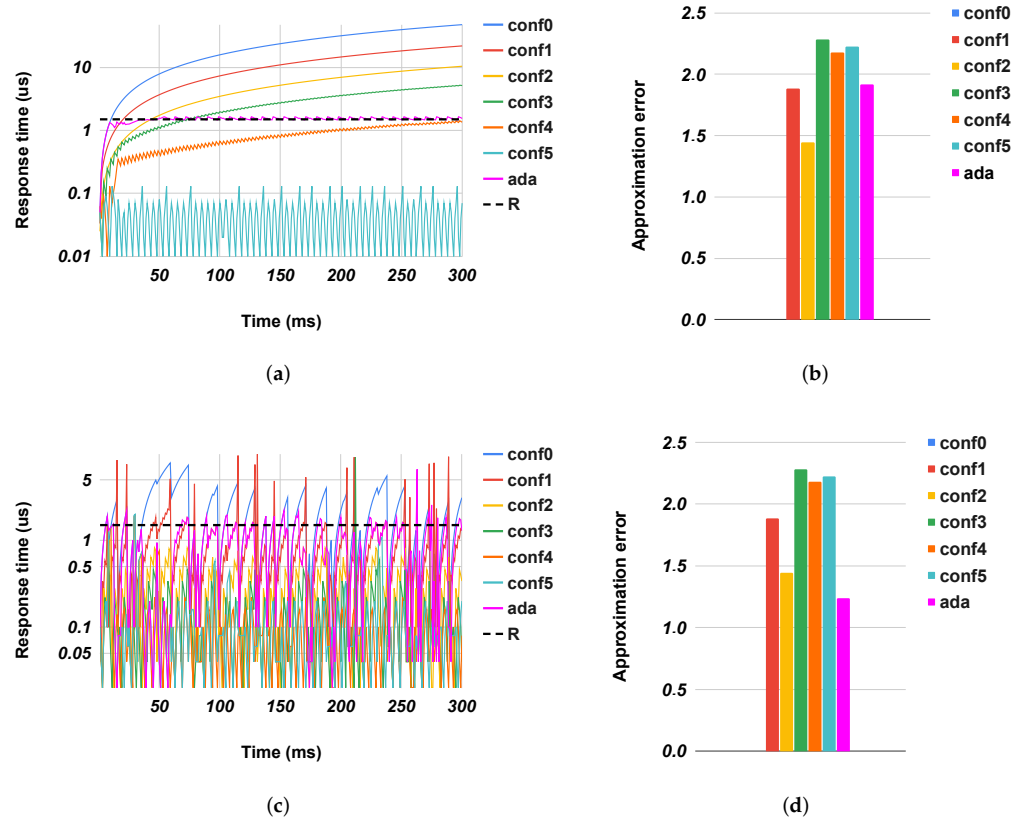 Response time (us)
10
1
0.1
0.01
50
100
150
200
250
300
Time (ms)
conf0
conf1
conf2
conf3
conf4
conf5
ada
R
(a)
Approximation error
2.5
2.0
1.5
1.0
0.5
0.0
conf0
conf1
conf2
conf3
conf4
conf5
ada
(b)
Response time (us)
5
1
0.5
0.1
0.05
50
100
150
200
250
300
Time (ms)
conf0
conf1
conf2
conf3
conf4
conf5
ada
R
(c)
Approximation error
2.5
2.0
1.5
1.0
0.5
0.0
conf0
conf1
conf2
conf3
conf4
conf5
ada
(d)